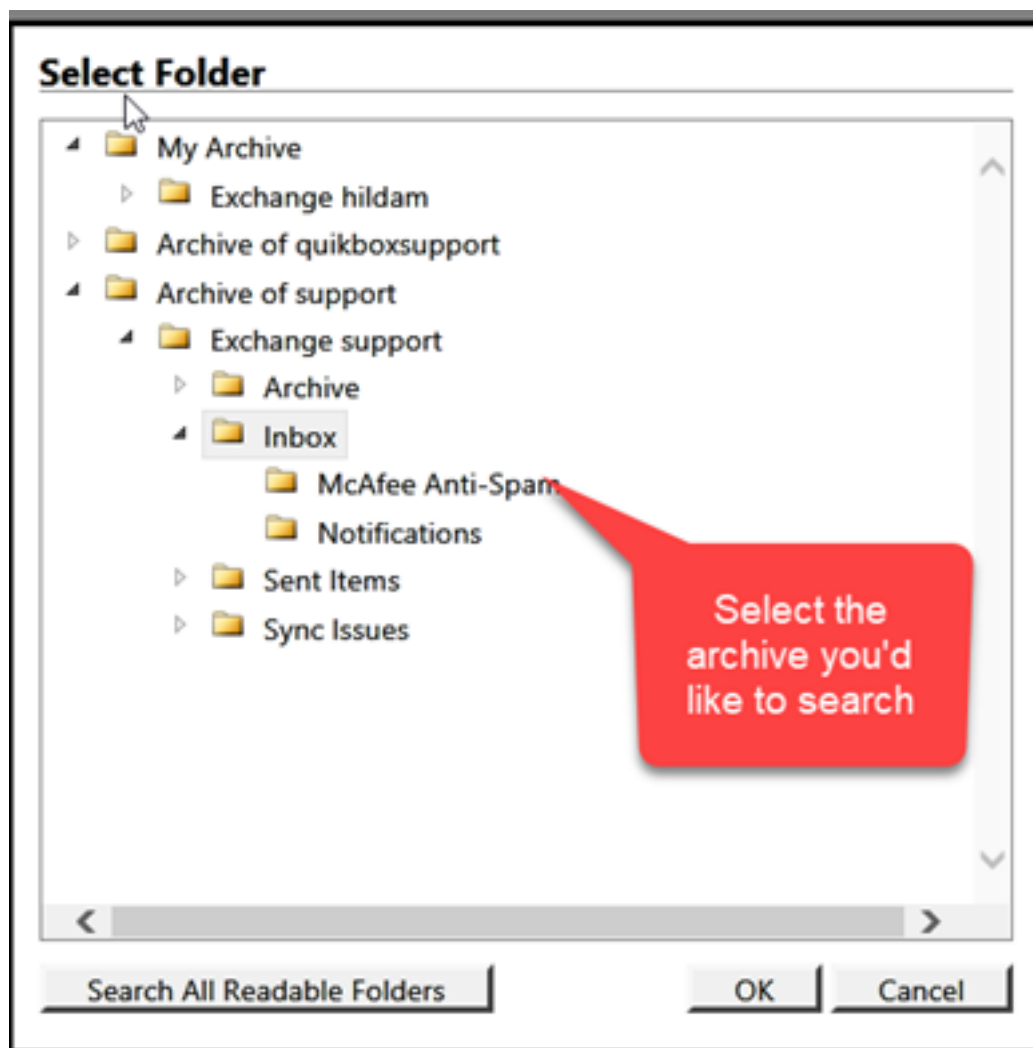 Select Folder
My Archive
Exchange hildam
Archive of quikboxsupport
Archive of support
Exchange support
Archive
Inbox
McAfee Anti-Spam
Notifications
Sent Items
Sync Issues
Select the
archive you'd
like to search
Search All Readable Folders
OK
Cancel